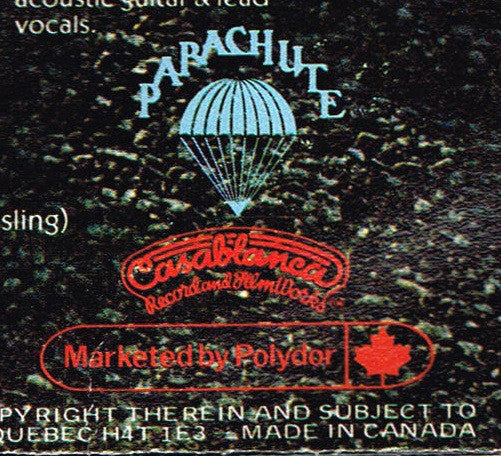 acoustic guitar & lead
vocals.
PARACHUTE
sling)
Casablanca
Record and FilmWorks
Marketed by Polydor
PYRIGHT THEREIN AND SUBJECT TO
QUEBEC H4T 1E3 - MADE IN CANADA